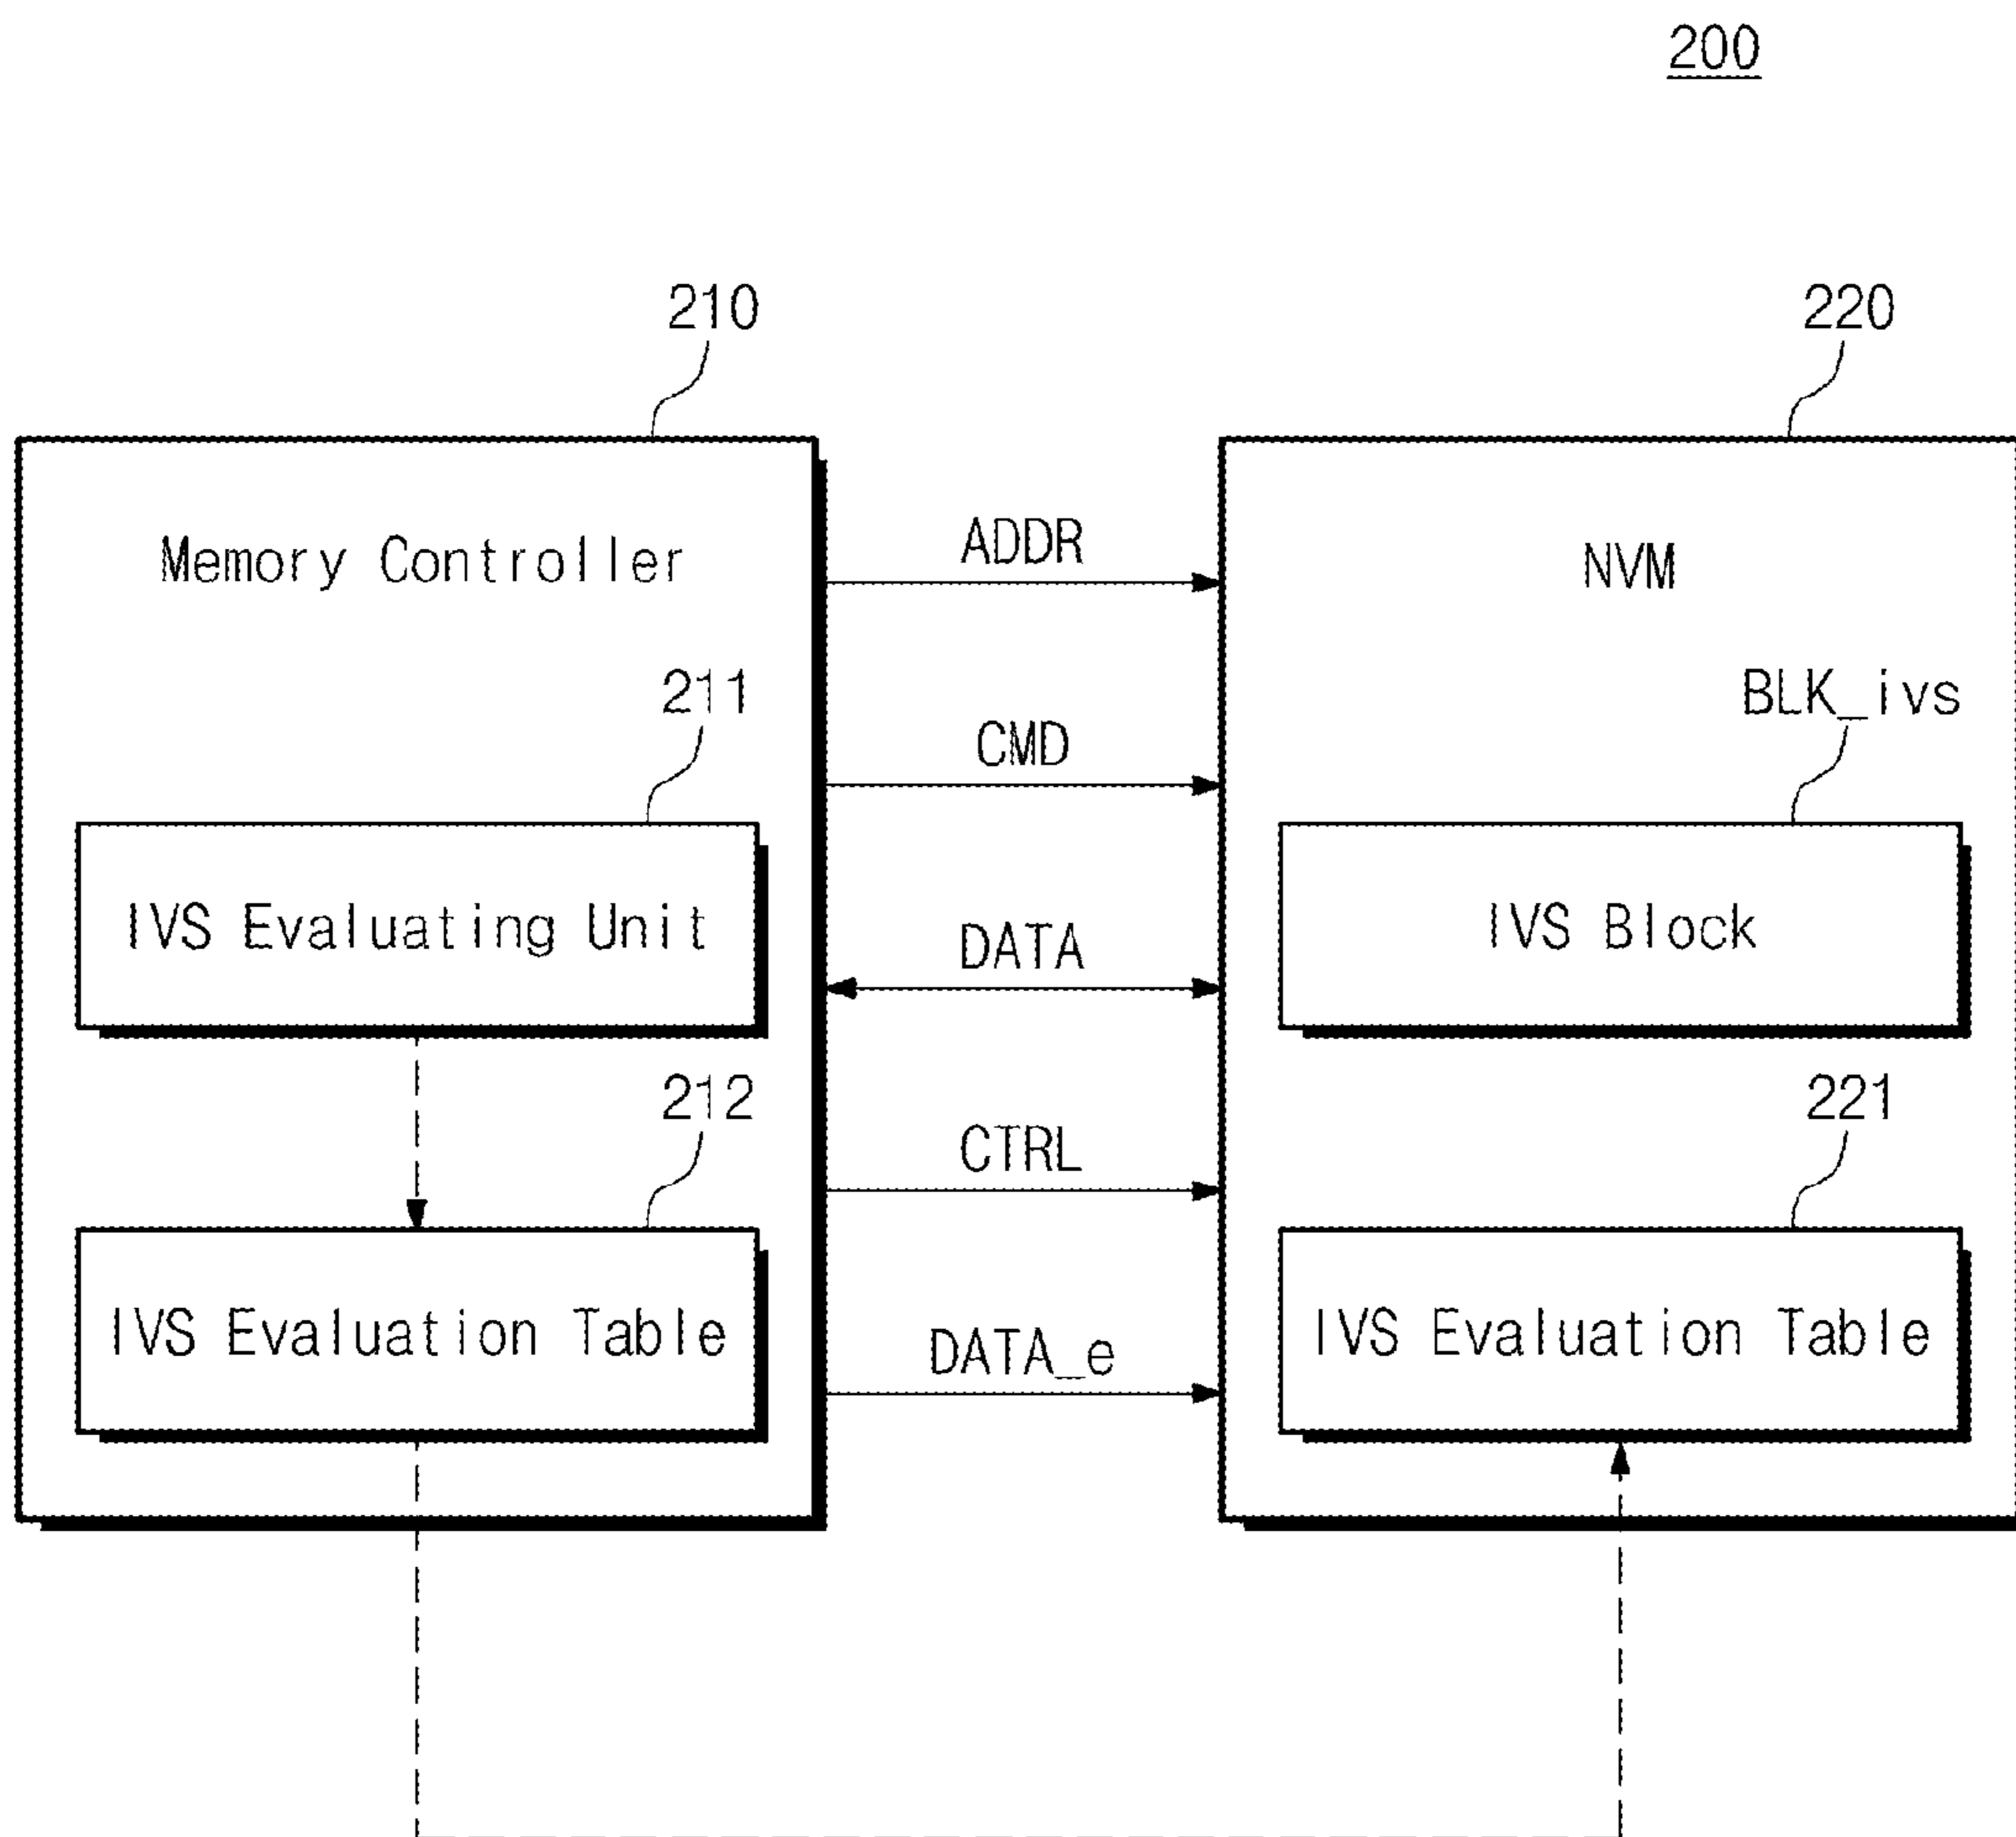 200
210
220
Memory Controller
ADDR
NVM
211
CMD
BLK_ivs
IVS Evaluating Unit
DATA
IVS Block
212
CTRL
221
IVS Evaluation Table
DATA_e
IVS Evaluation Table